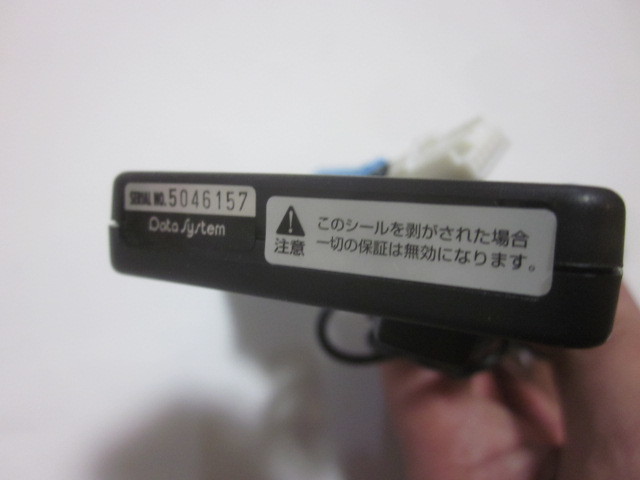 SERIAL NO. 5046157
Data System
注意
このシールを剥がされた場合
一切の保証は無効になります。